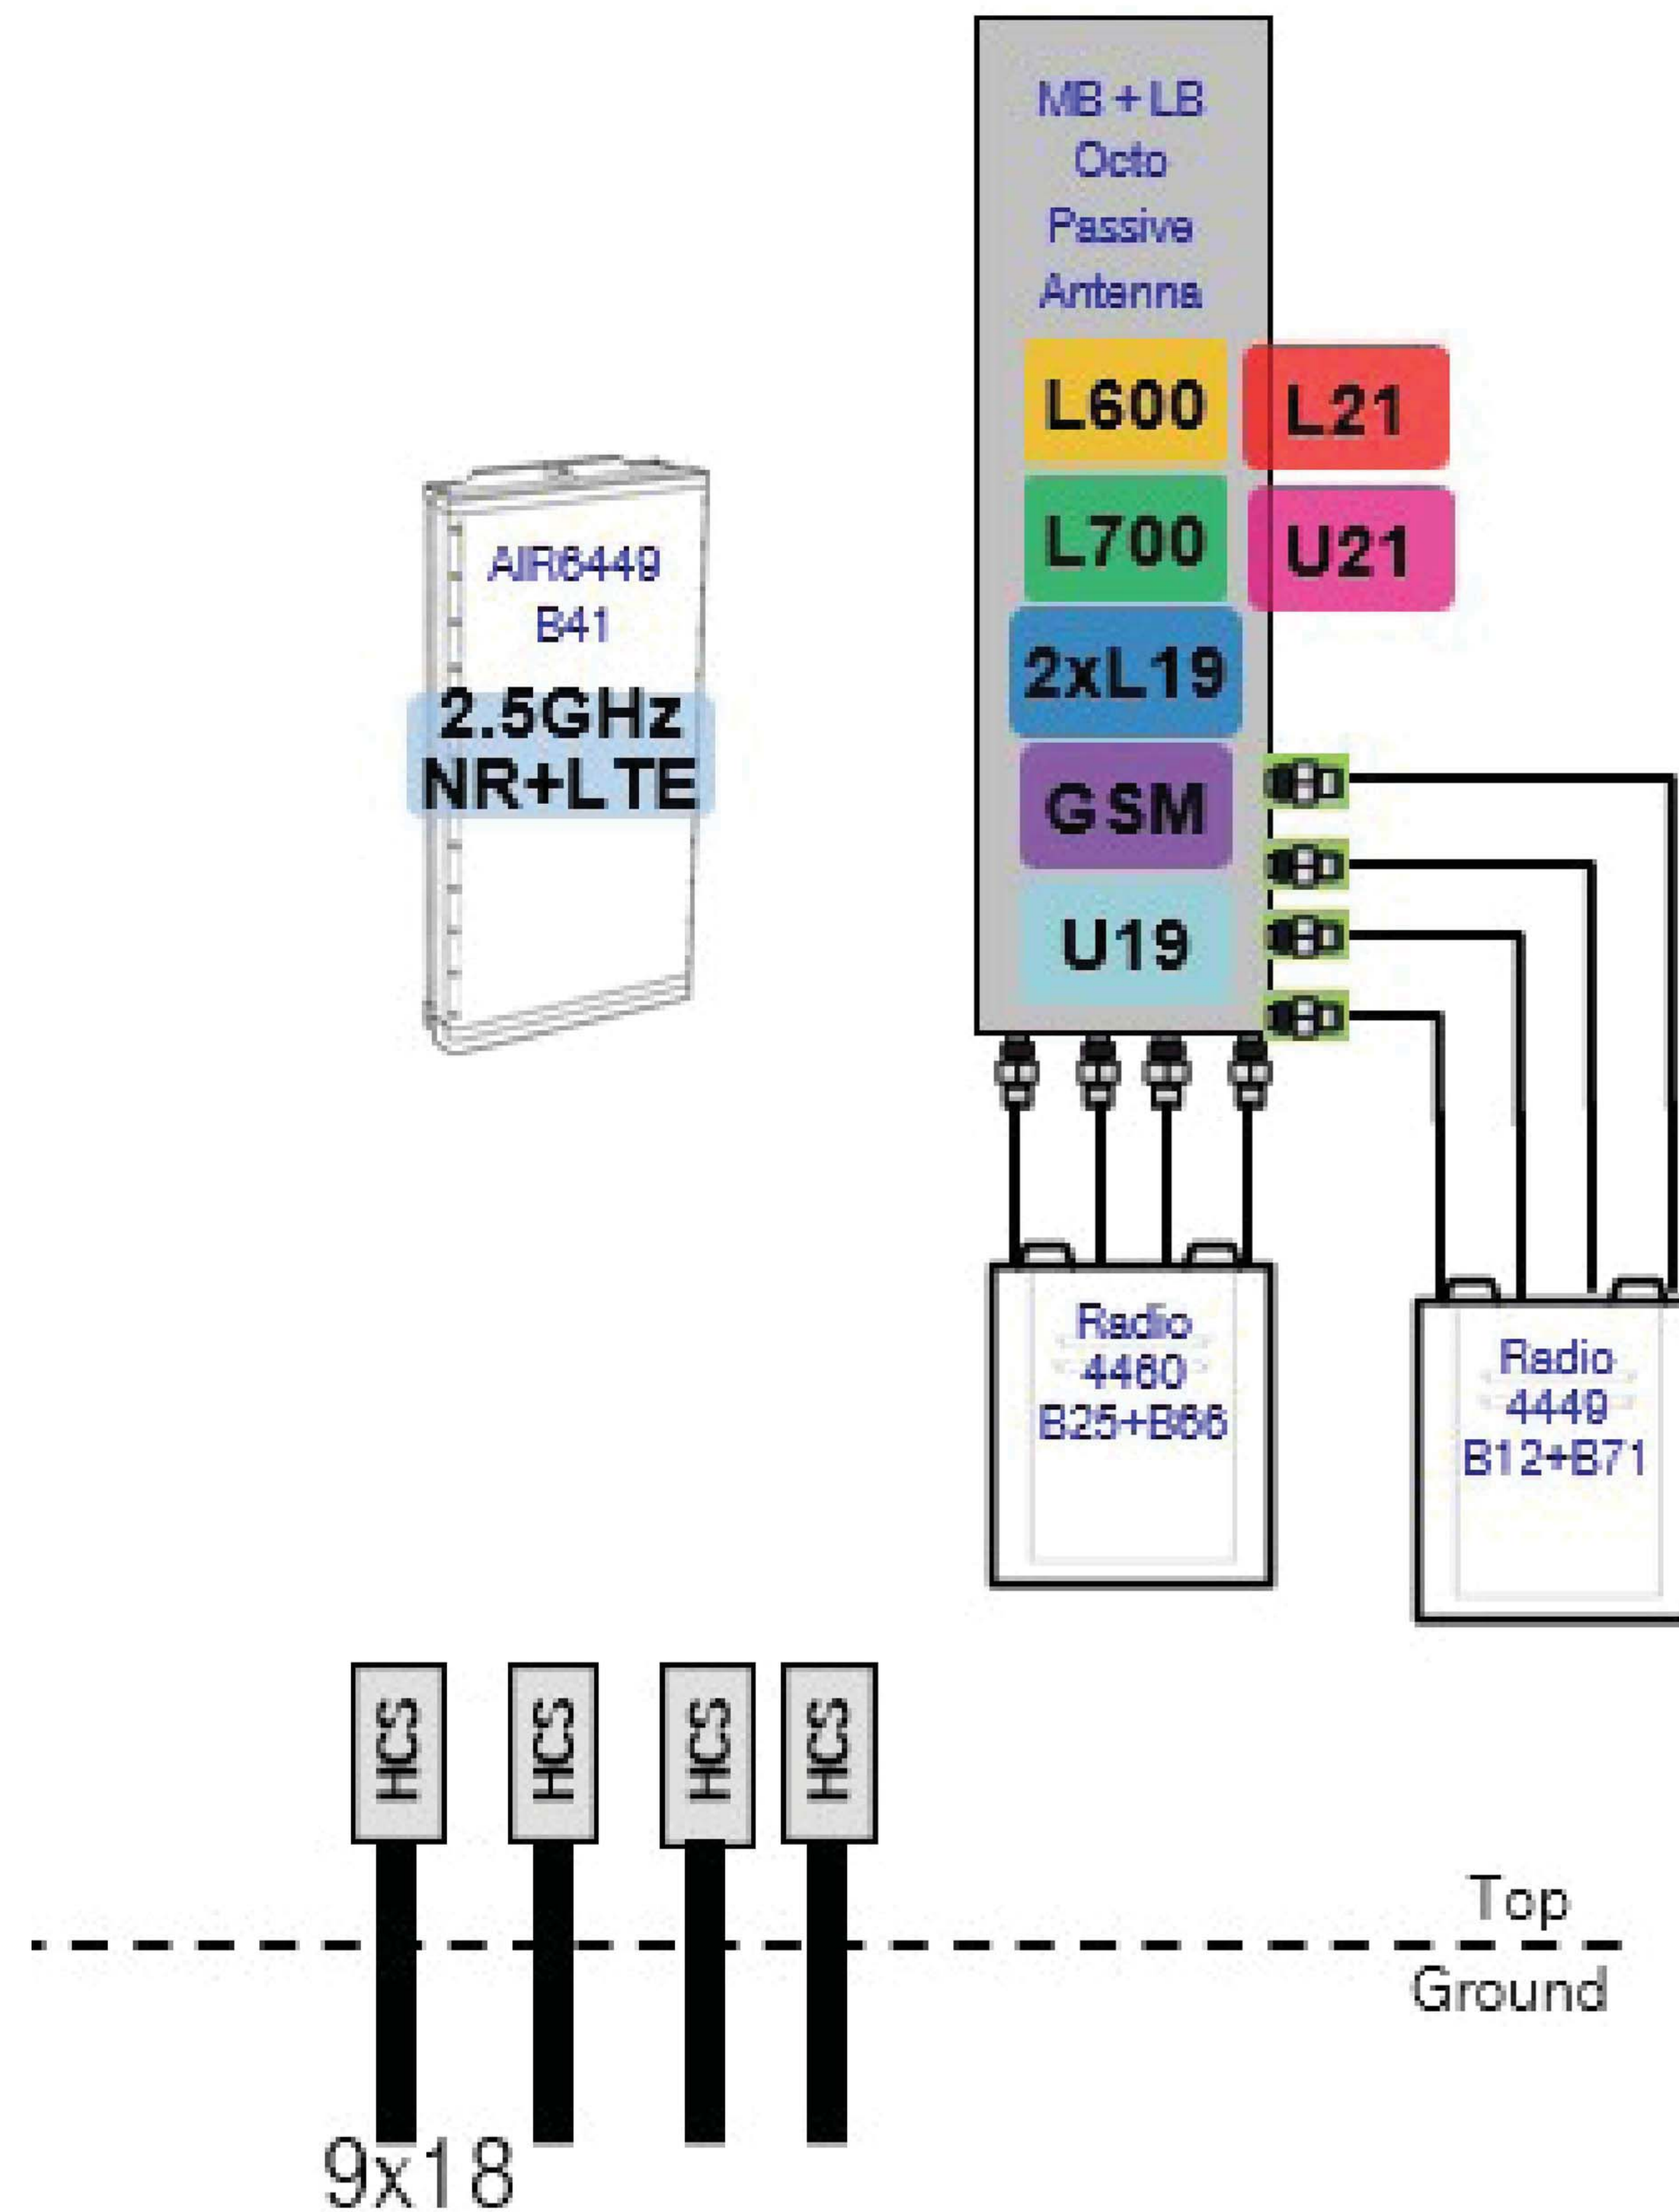 MB + LB
Octo
Passive
Antenna
L600
L21
L700
U21
2xL19
GSM
U19
AIR6449
B41
2.5GHz
NR+LTE
Radio
4460
B25+B66
Radio
4449
B12+B71
HCS
HCS
HCS
HCS
Top
Ground
9x18